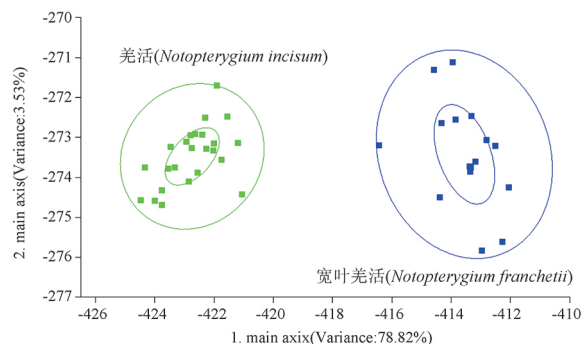 -270
-271
-272
-273
-274
-275
-276
-277
2. main axis(Variance:3.53%)
羌活(Notopterygium incisum)
宽叶羌活(Notopterygium franchetii)
-426 -424 -422 -420 -418 -416 -414 -412 -410
1. main axix(Variance:78.82%)